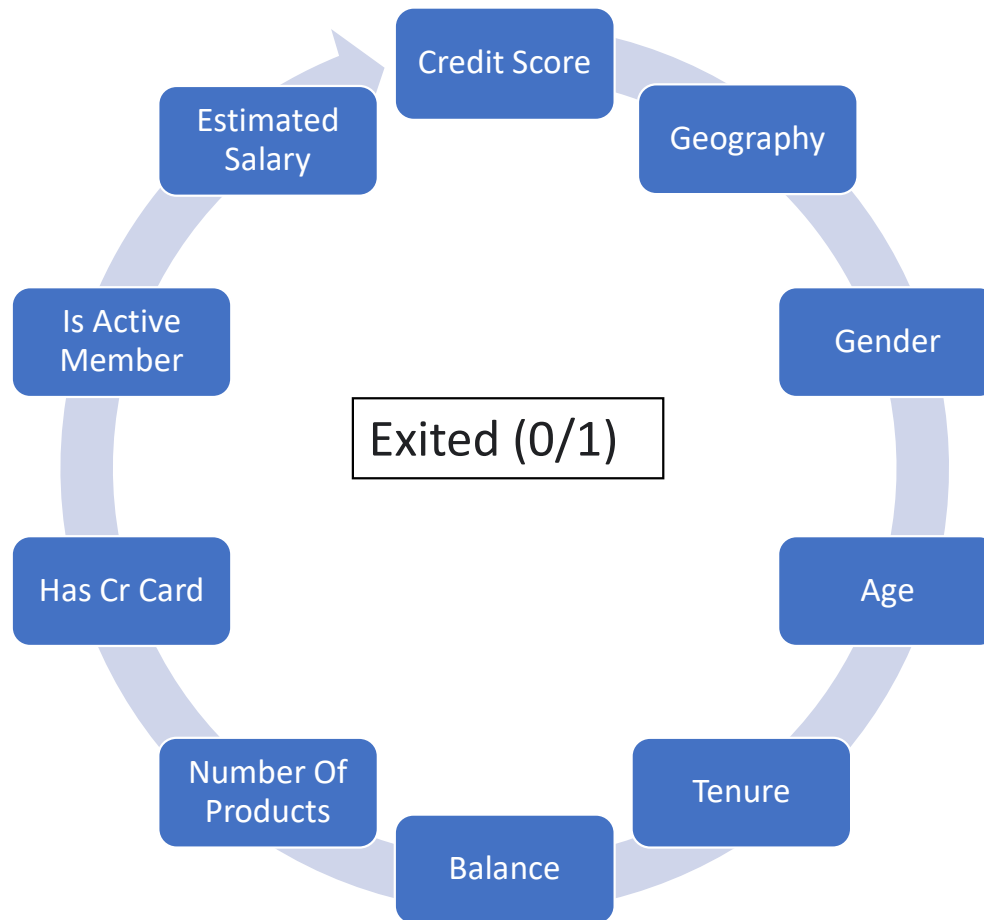 Credit Score
Geography
Gender
Age
Tenure
Balance
Number Of
Products
Has Cr Card
Is Active
Member
Estimated
Salary
Exited (0/1)